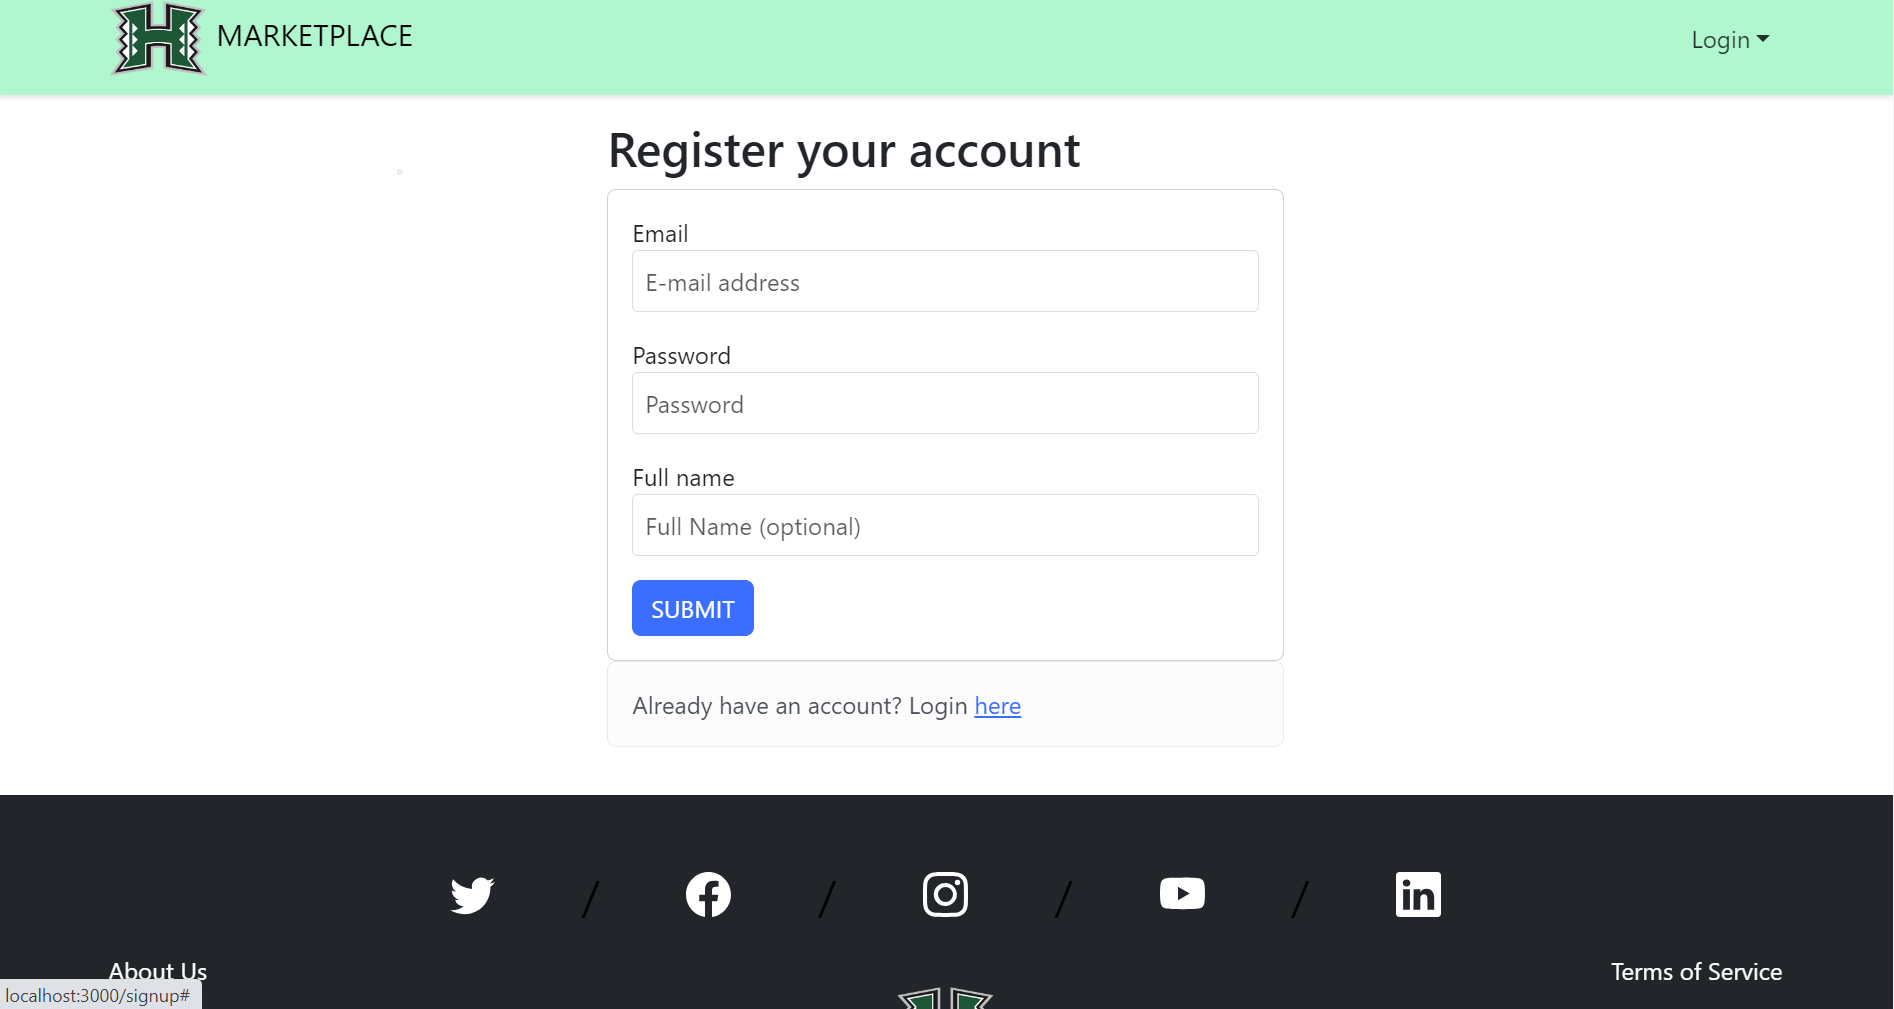 MARKETPLACE
Login
Register your account
Email
E-mail address
Password
Password
Full name
Full Name (optional)
SUBMIT
Already have an account? Login here
/ / / /
About Us
Terms of Service
localhost:3000/signup#